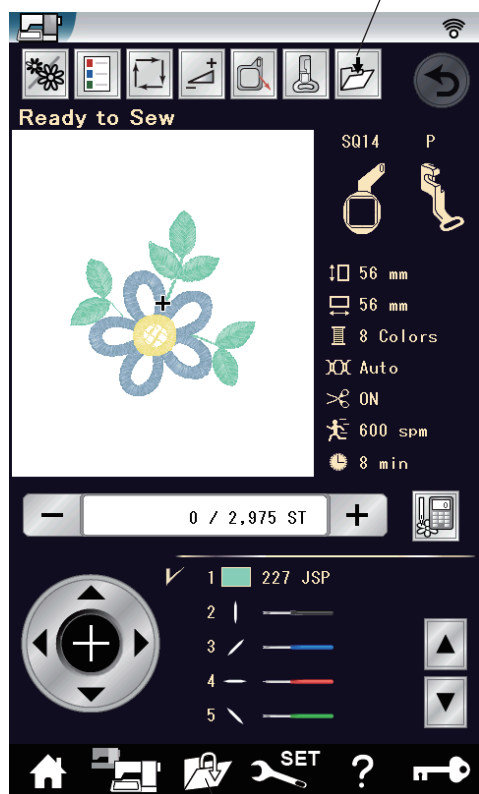 Ready to Sew
SQ14 P
56 mm
56 mm
8 Colors
Auto
ON
600 spm
8 min
0 / 2,975 ST
1 227 JSP
2
3
4
5
SET
?